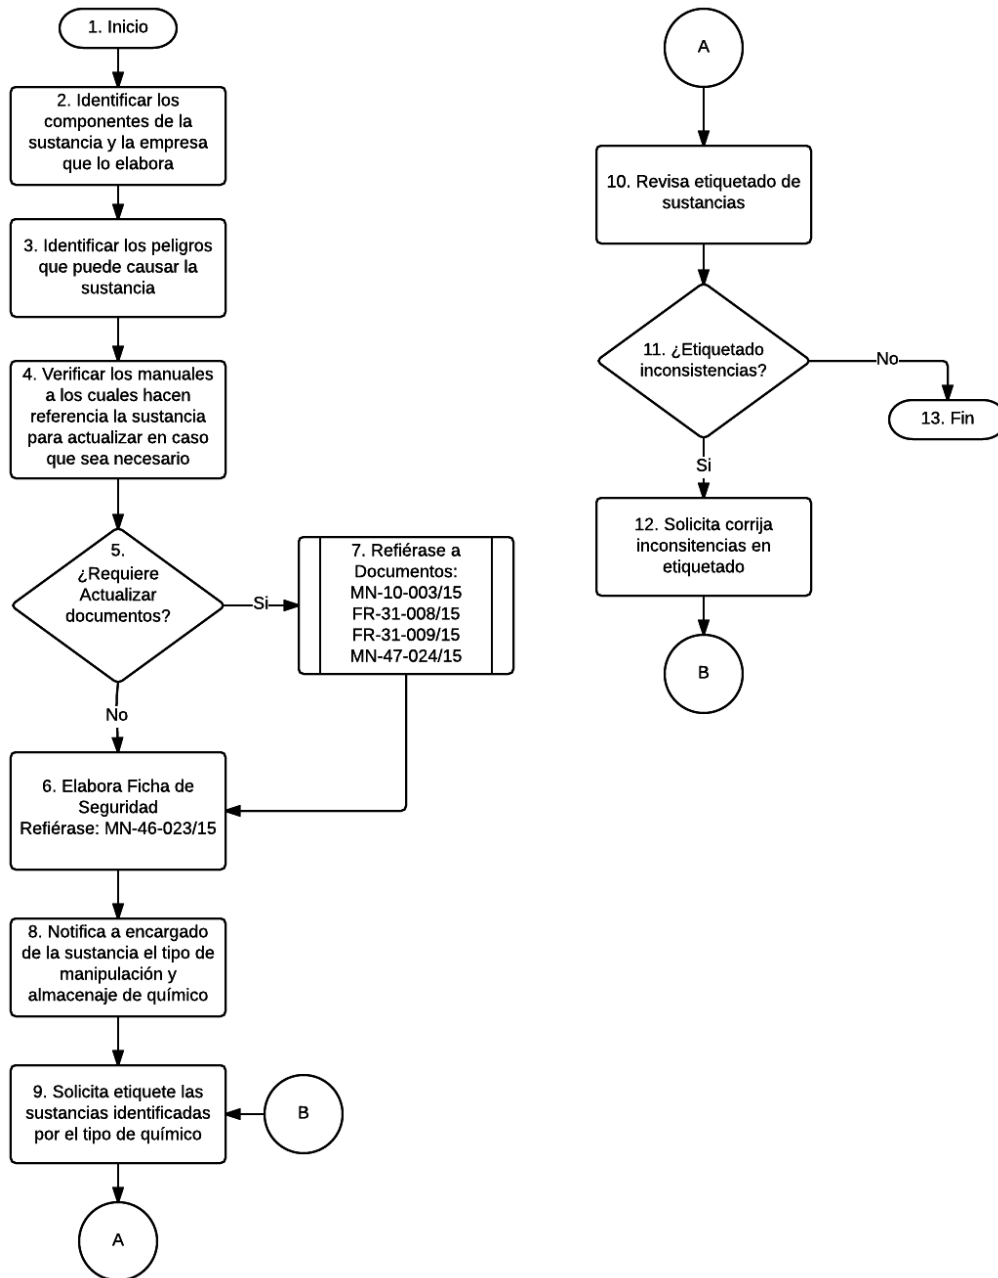 1. Inicio
2. Identificar los
componentes de la
sustancia y la empresa
que lo elabora
3. Identificar los peligros
que puede causar la
sustancia
4. Verificar los manuales
a los cuales hacen
referencia la sustancia
para actualizar en caso
que sea necesario
5.
¿Requiere
Actualizar
documentos?
Si
7. Refiérase a
Documentos:
MN-10-003/15
FR-31-008/15
FR-31-009/15
MN-47-024/15
No
6. Elabora Ficha de
Seguridad
Refiérase: MN-46-023/15
8. Notifica a encargado
de la sustancia el tipo de
manipulación y
almacenaje de químico
9. Solicita etiquete las
sustancias identificadas
por el tipo de químico
B
A
A
10. Revisa etiquetado de
sustancias
11. ¿Etiquetado
inconsistencias?
No
13. Fin
Si
12. Solicita corrija
inconsitencias en
etiquetado
B